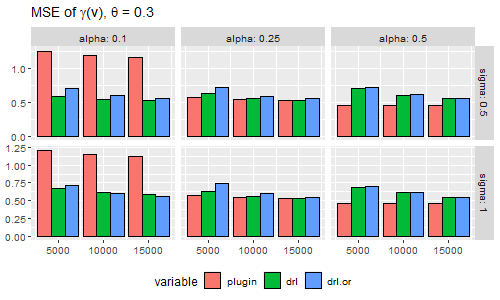 MSE of γ(v), θ = 0.3
alpha: 0.1
alpha: 0.25
alpha: 0.5
1.0
0.5
0.0
sigma: 0.5
1.25
1.00
0.75
0.50
0.25
0.00
sigma: 1
5000 10000 15000
5000 10000 15000
5000 10000 15000
variable plugin drl drl.or